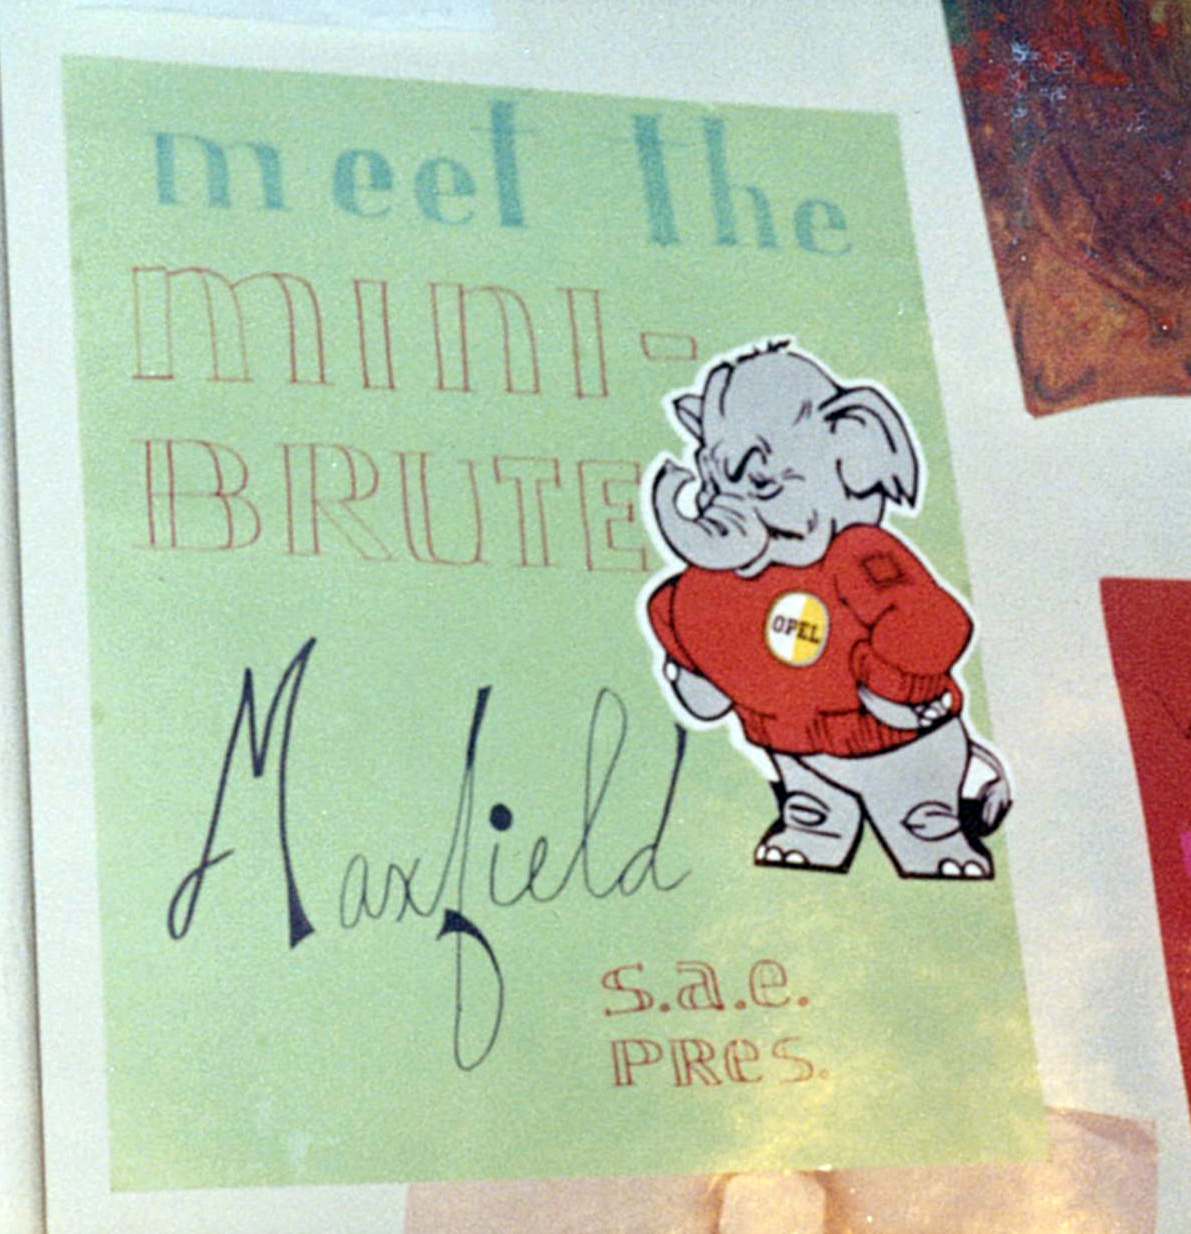 meet the
MINI-
BRUTE
OPEL
Maxfield
s.a.e.
PRes.